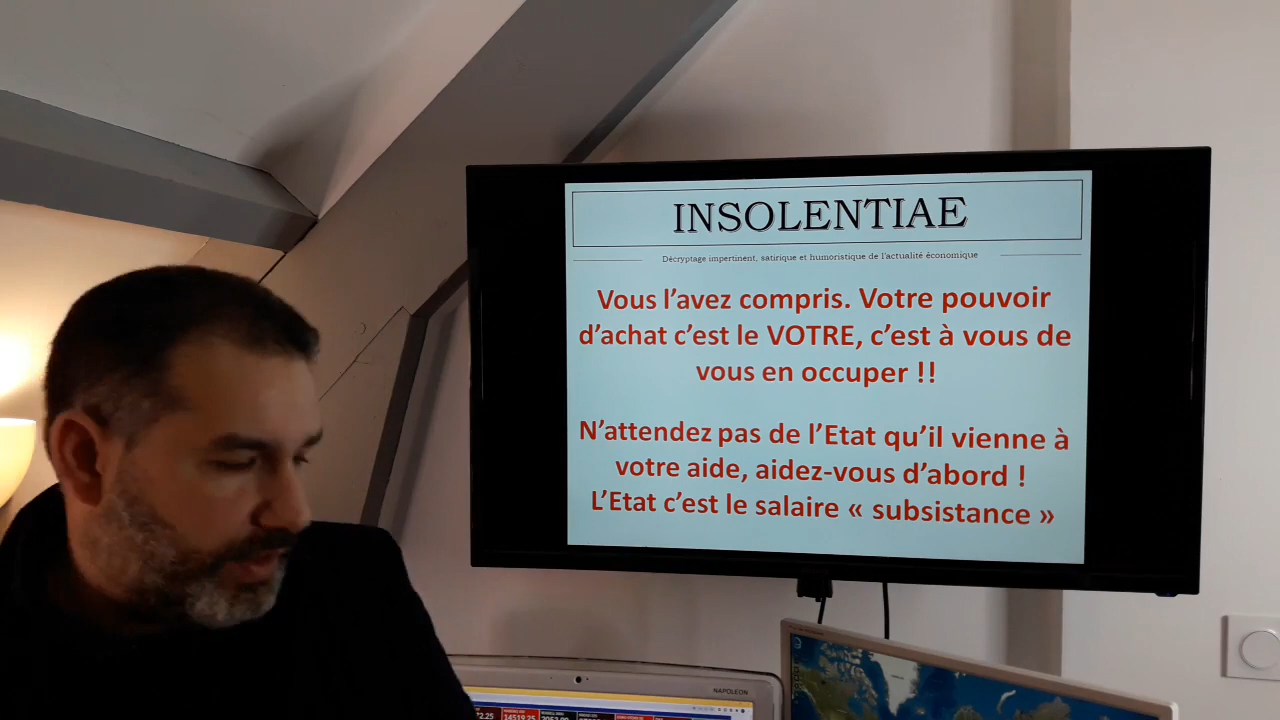 INSOLENTIAE
Décryptage impertinent, satirique et humoristique de l'actualité économique
Vous l'avez compris. Votre pouvoir
d'achat c'est le VOTRE, c'est à vous de
vous en occuper !!
N'attendez pas de l'Etat qu'il vienne à
votre aide, aidez-vous d'abord !
L'Etat c'est le salaire « subsistance »
NAPOLEON
14519.25